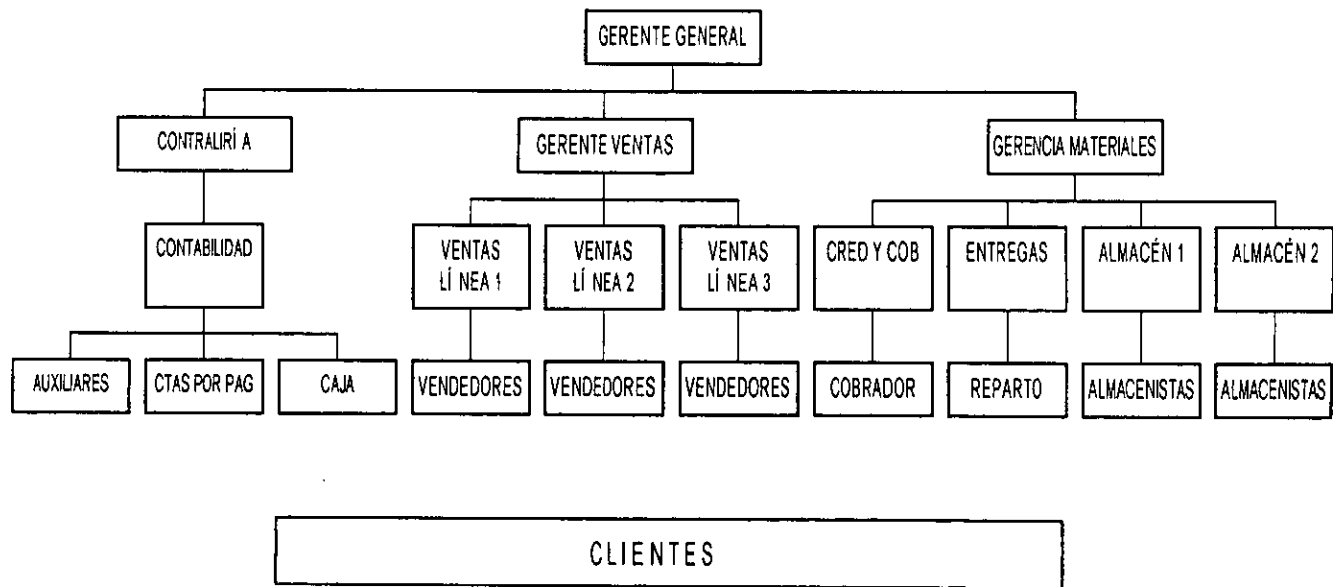 GERENTE GENERAL
CONTRALIRÍ A
GERENTE VENTAS
GERENCIA MATERIALES
CONTABILIDAD
VENTAS
LÍ NEA 1
VENTAS
LÍ NEA 2
VENTAS
LÍ NEA 3
CRED Y COB
ENTREGAS
ALMACÉN 1
ALMACÉN 2
AUXILIARES
CTAS POR PAG
CAJA
VENDEDORES
VENDEDORES
VENDEDORES
COBRADOR
REPARTO
ALMACENISTAS
ALMACENISTAS
CLIENTES